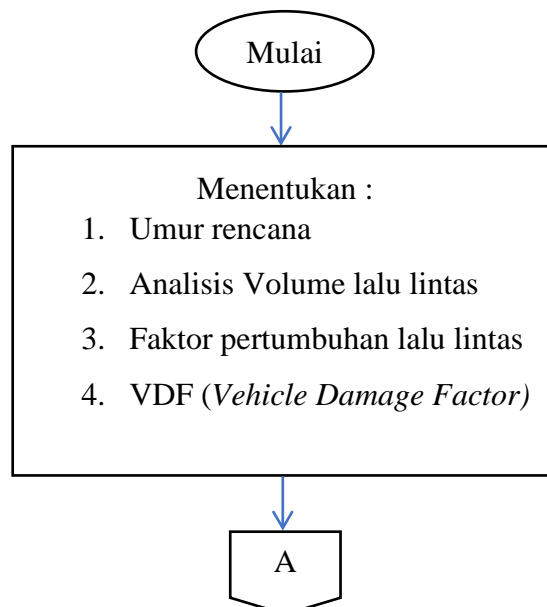 Mulai
Menentukan :
1. Umur rencana
2. Analisis Volume lalu lintas
3. Faktor pertumbuhan lalu lintas
4. VDF (Vehicle Damage Factor)
A